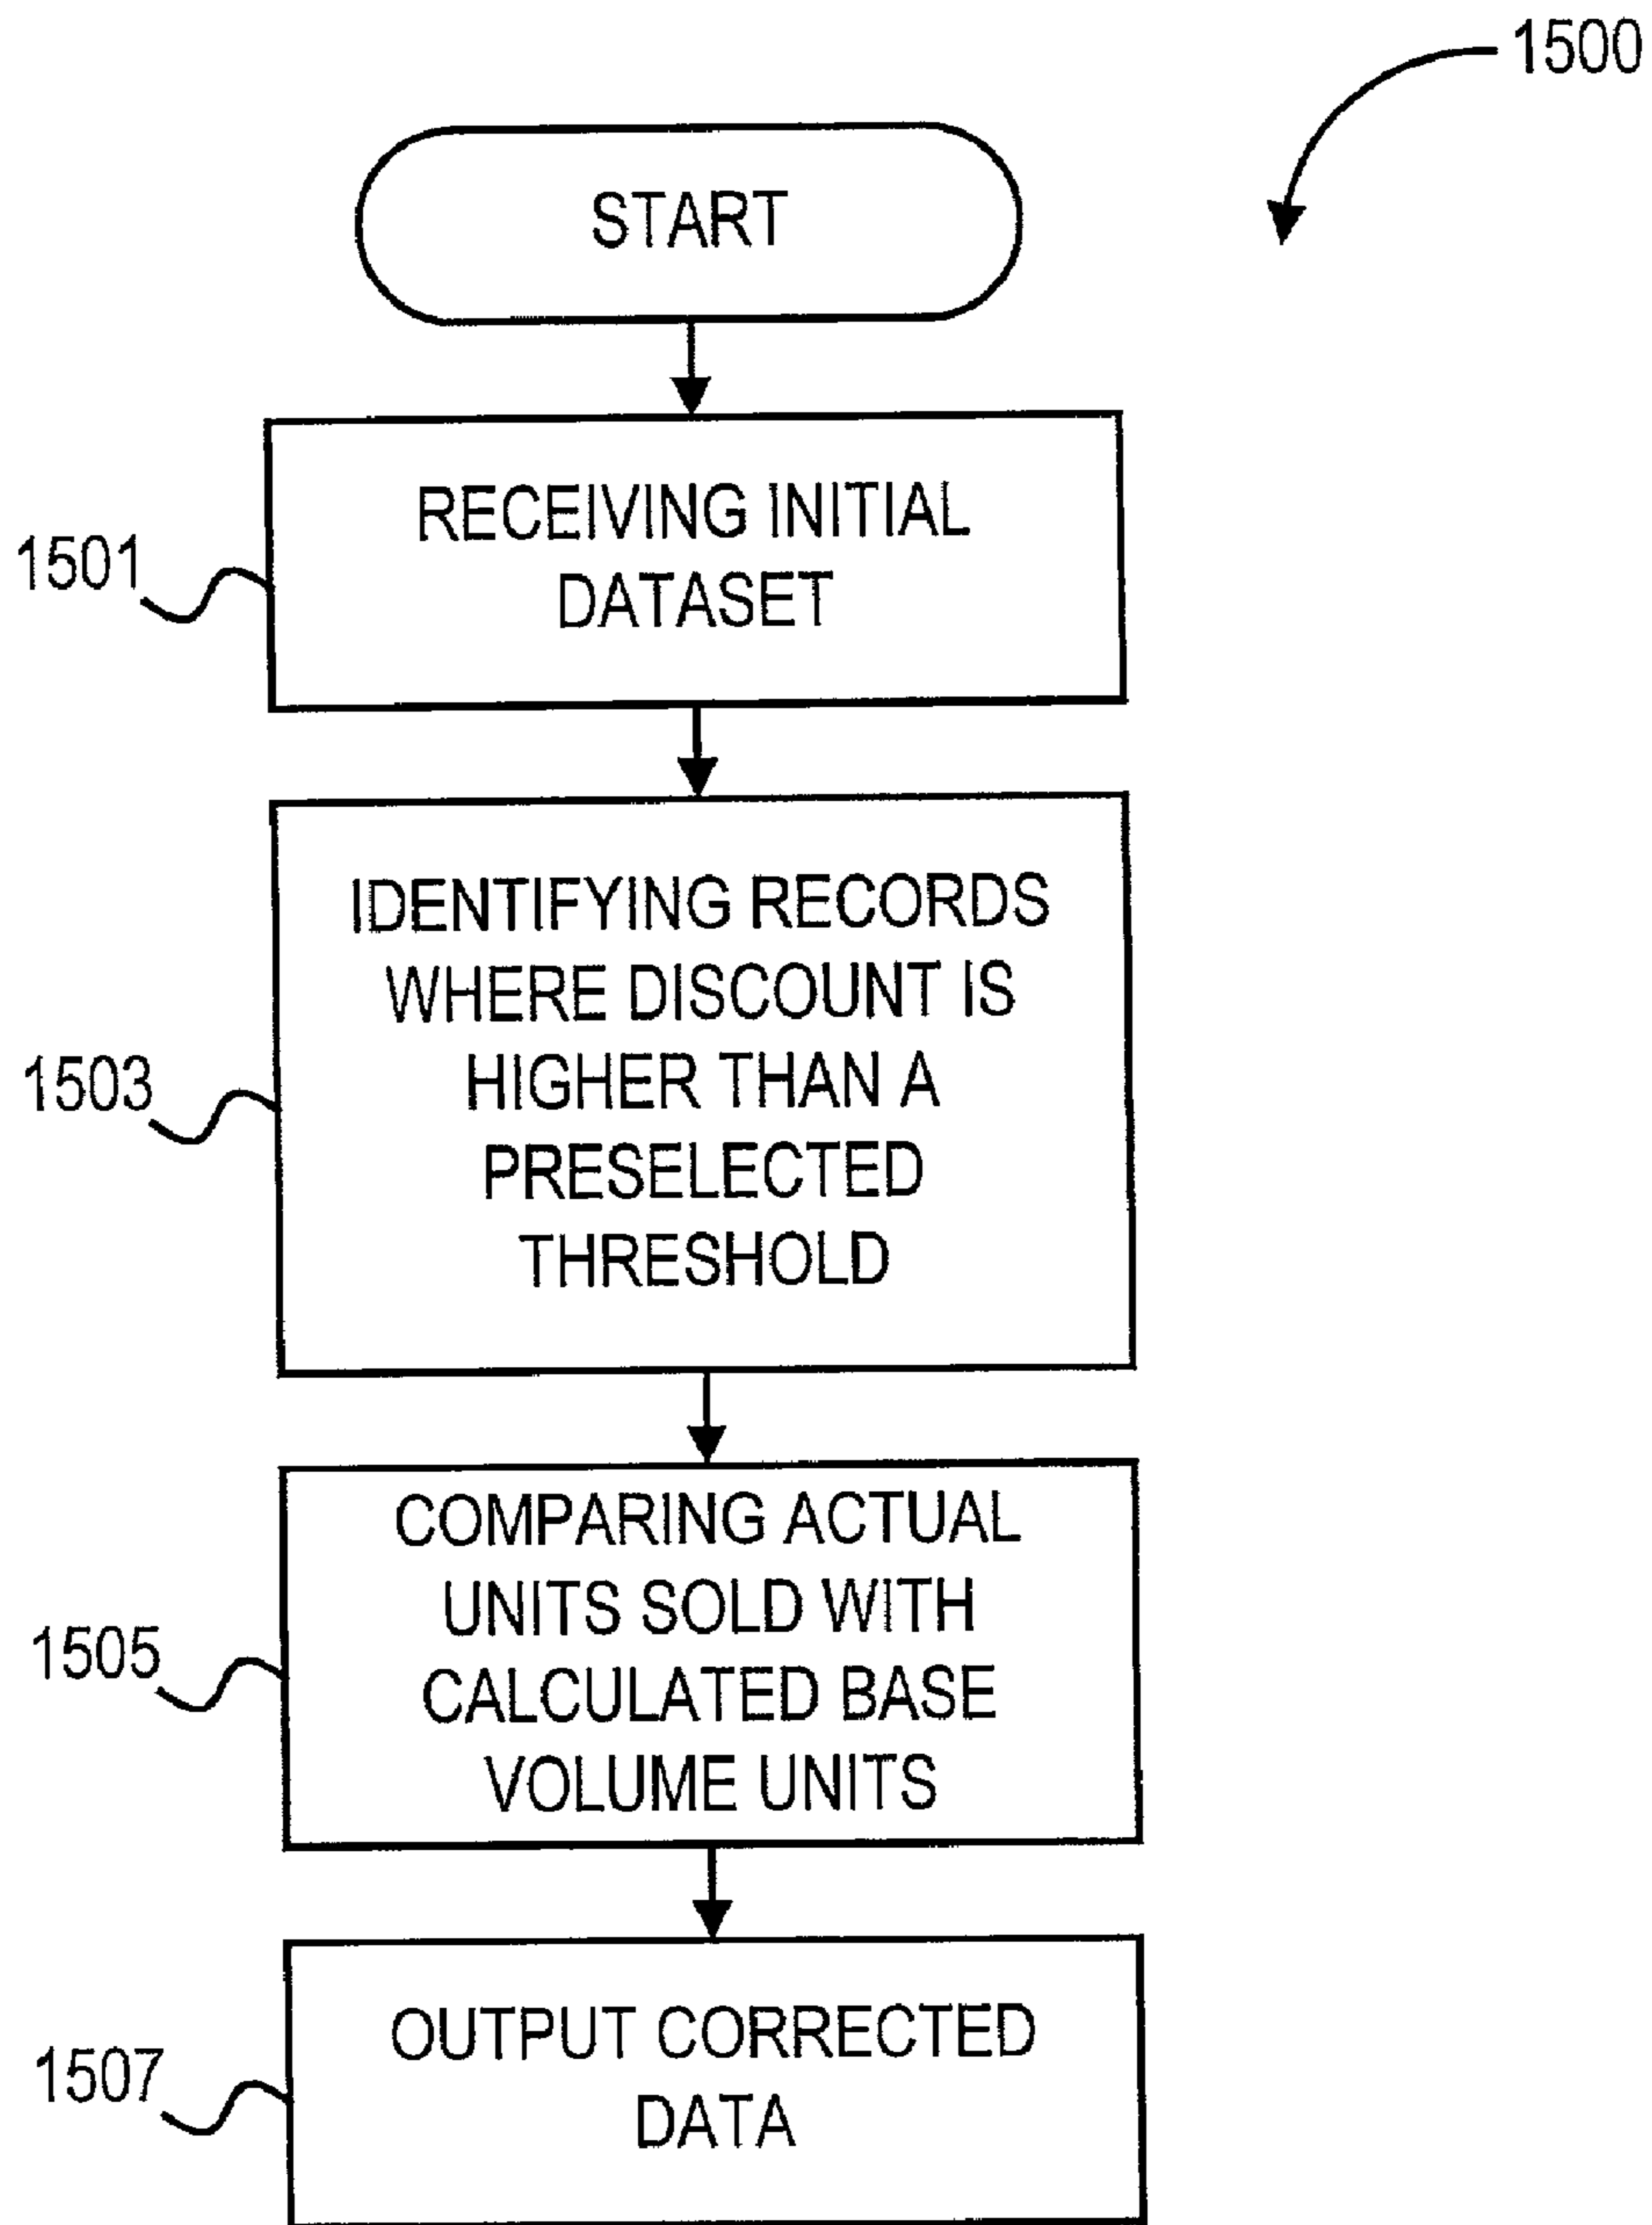 1500
START
RECEIVING INITIAL
DATASET
1501
IDENTIFYING RECORDS
WHERE DISCOUNT IS
HIGHER THAN A
PRESELECTED
THRESHOLD
1503
COMPARING ACTUAL
UNITS SOLD WITH
CALCULATED BASE
VOLUME UNITS
1505
OUTPUT CORRECTED
DATA
1507